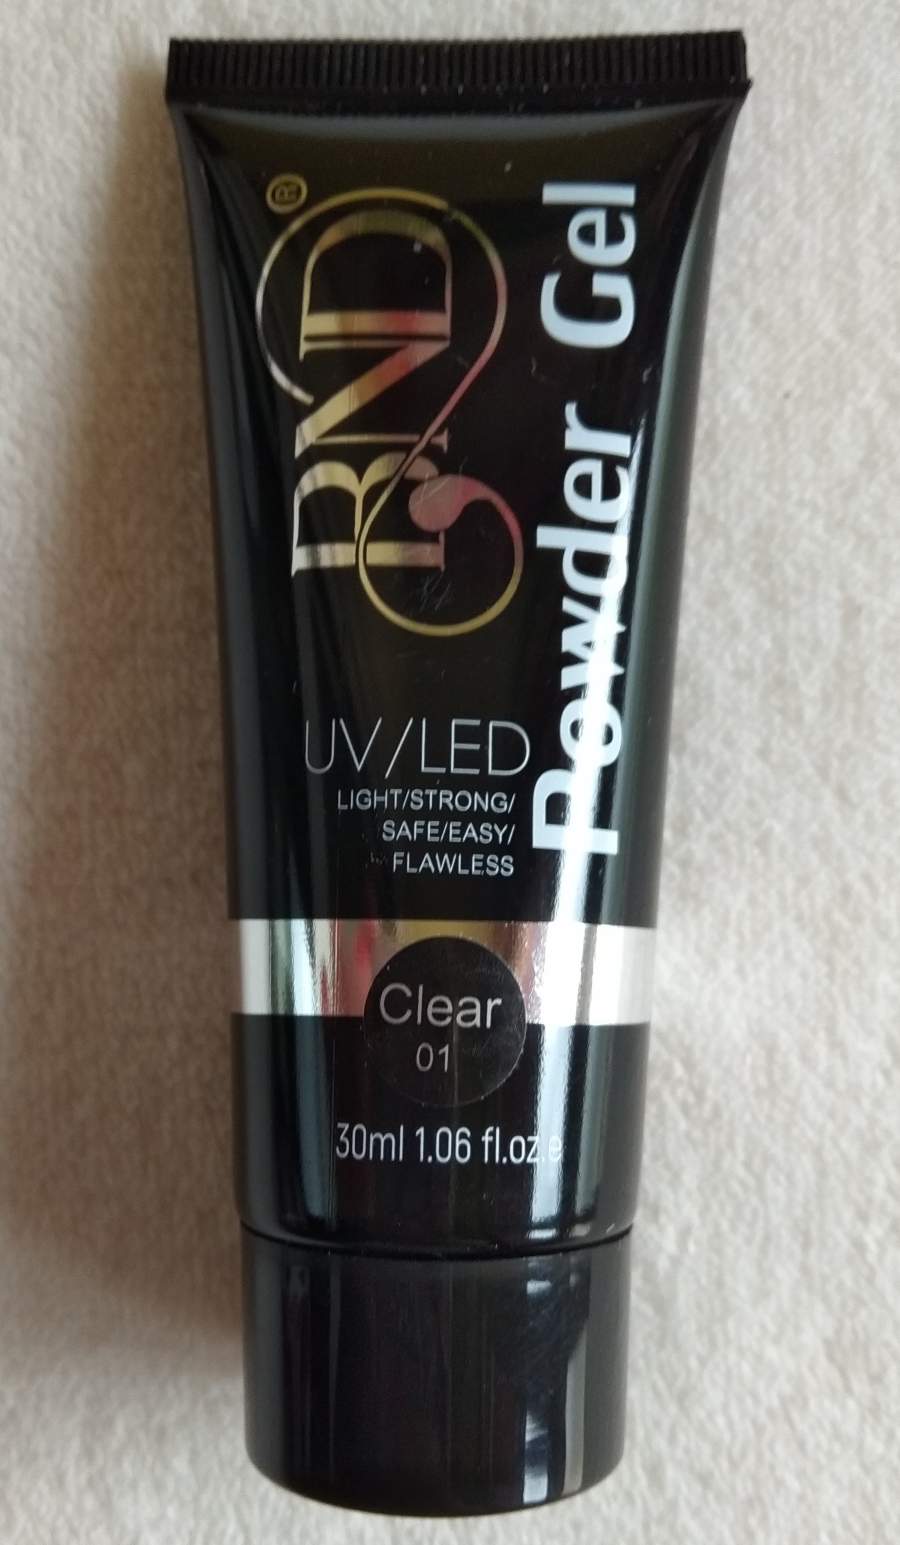 BND®
Powder Gel
UV/LED
LIGHT/STRONG/
SAFE/EASY/
FLAWLESS
Clear
01
30ml 1.06 fl.oz.e